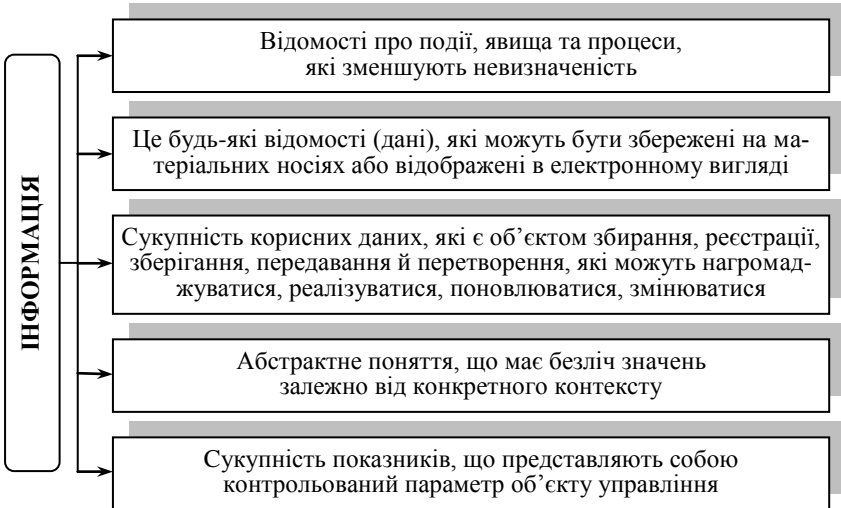 ІНФОРМАЦІЯ
Відомості про події, явища та процеси,
які зменшують невизначеність
Це будь-які відомості (дані), які можуть бути збережені на ма-
теріальних носіях або відображені в електронному вигляді
Сукупність корисних даних, які є об’єктом збирання, реєстрації,
зберігання, передавання й перетворення, які можуть нагромад-
жуватися, реалізуватися, поновлюватися, змінюватися
Абстрактне поняття, що має безліч значень
залежно від конкретного контексту
Сукупність показників, що представляють собою
контрольований параметр об’єкту управління